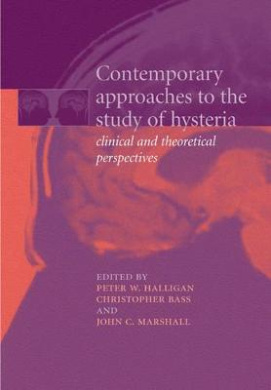 Contemporary
approaches to the
study of hysteria
clinical and theoretical
perspectives
EDITED BY
PETER W. HALLIGAN
CHRISTOPHER BASS
AND
JOHN C. MARSHALL